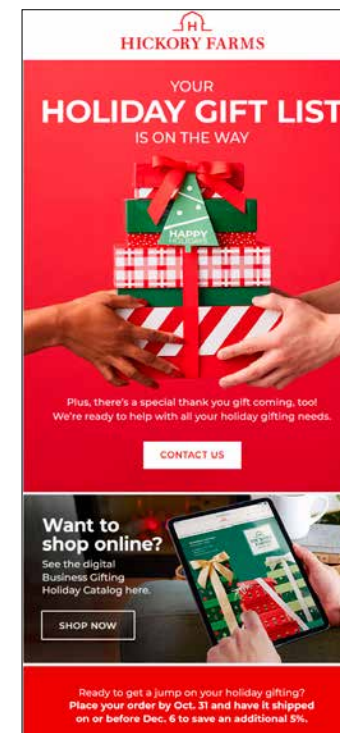 H
HICKORY FARMS
YOUR
HOLIDAY GIFT LIST
IS ON THE WAY
HAPPY
HOLIDAYS
Plus, there's a special thank you gift coming, too!
We're ready to help with all your holiday gifting needs.
CONTACT US
Want to
shop online?
See the digital
Business Gifting
Holiday Catalog here.
SHOP NOW
Ready to get a jump on your holiday gifting?
Place your order by Oct. 31 and have it shipped
on or before Dec. 6 to save an additional 5%.